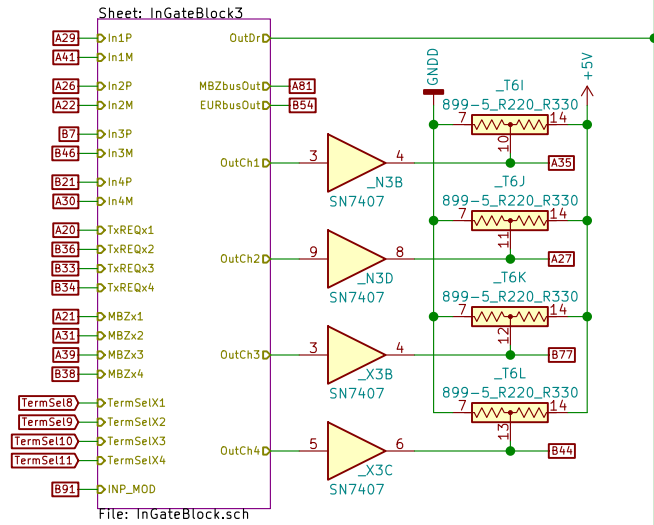 Sheet: InGateBlock3
A29 In1P OutDr
A41 In1M
A26 In2P MBZbusOut A81
A22 In2M EURbusOut B54
B7 In3P
B46 In3M
OutCh1 3 4 A35
B21 In4P
A30 In4M
A20 TxREQx1
B36 TxREQx2
B33 TxREQx3
B34 TxREQx4
OutCh2 9 8 A27
A21 MBZx1
A31 MBZx2
A39 MBZx3
B38 MBZx4
OutCh3 3 4 B77
TermSel8 TermSelX1
TermSel9 TermSelX2
TermSel10 TermSelX3
TermSel11 TermSelX4
OutCh4 5 6 B44
B91 INP_MOD
File: InGateBlock.sch
_N3B
SN7407
_N3D
SN7407
_X3B
SN7407
_X3C
SN7407
GNDD
+5V
_T6I
899-5_R220_R330
7 14
10
_T6J
899-5_R220_R330
7 14
11
_T6K
899-5_R220_R330
7 14
12
_T6L
899-5_R220_R330
7 14
13